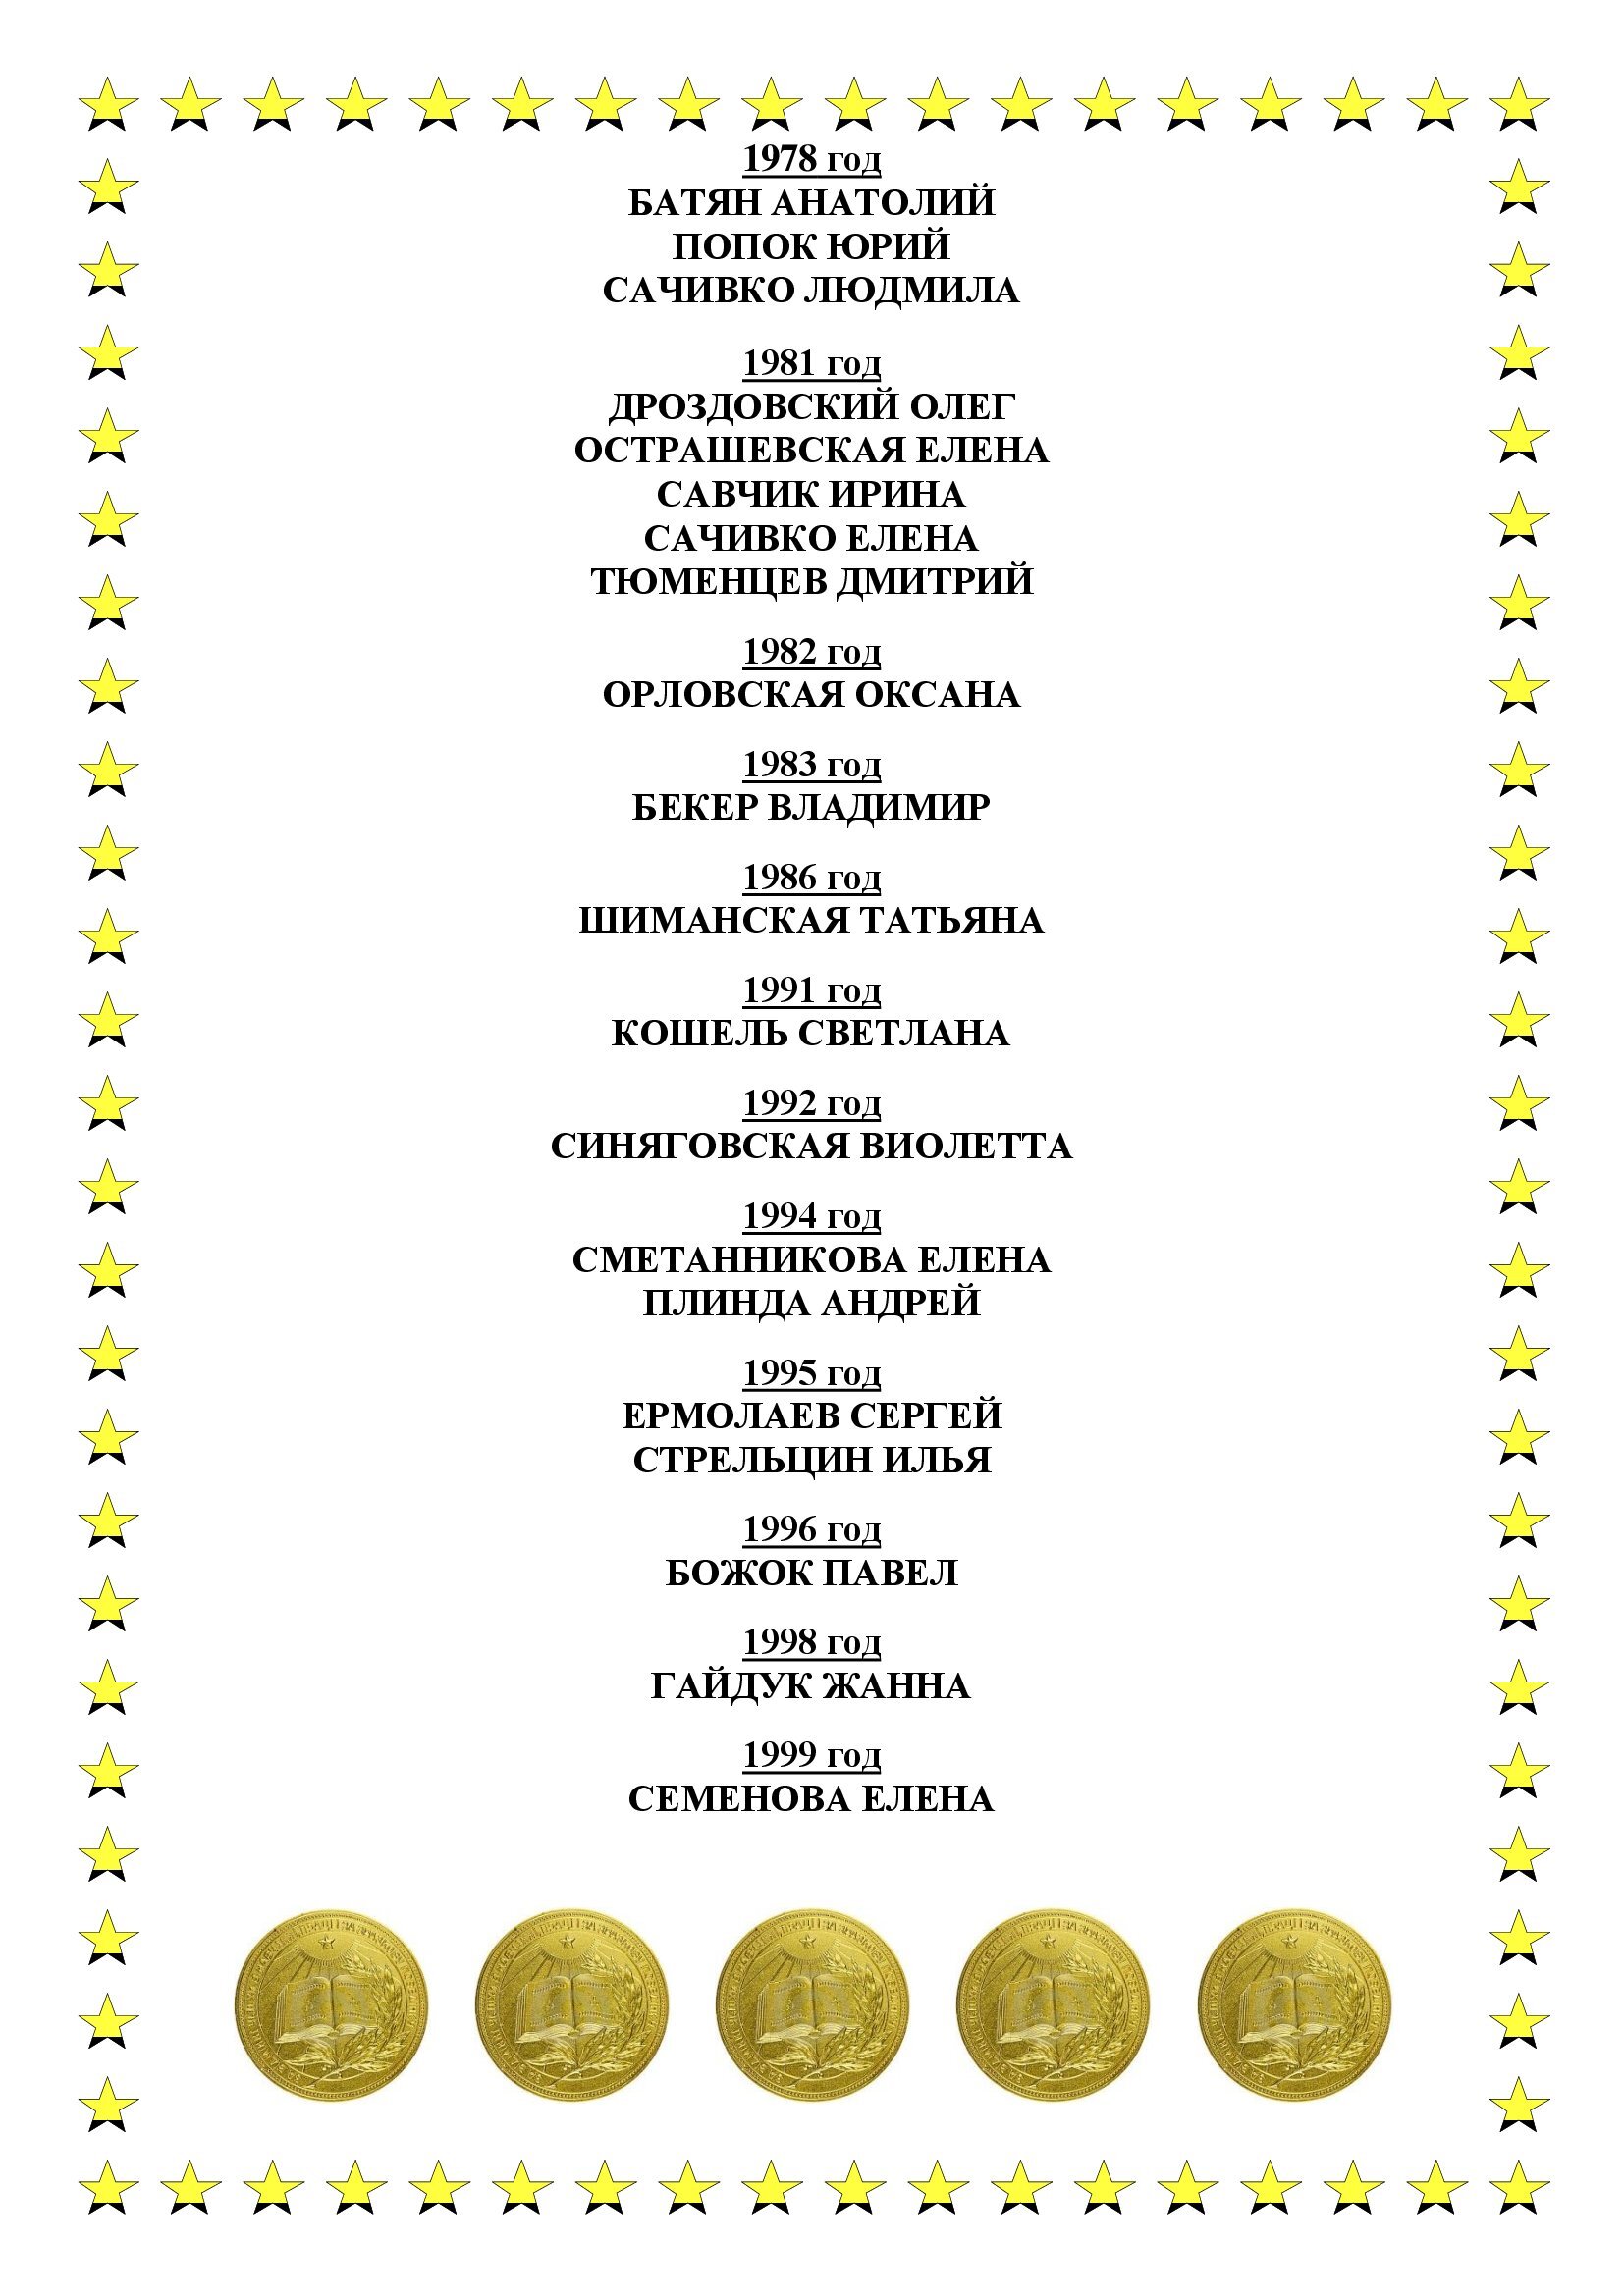 1978 год
БАТЯН АНАТОЛИЙ
ПОПОК ЮРИЙ
САЧИВКО ЛЮДМИЛА
1981 год
ДРОЗДОВСКИЙ ОЛЕГ
ОСТРАШЕВСКАЯ ЕЛЕНА
САВЧИК ИРИНА
САЧИВКО ЕЛЕНА
ТЮМЕНЦЕВ ДМИТРИЙ
1982 год
ОРЛОВСКАЯ ОКСАНА
1983 год
БЕКЕР ВЛАДИМИР
1986 год
ШИМАНСКАЯ ТАТЬЯНА
1991 год
КОШЕЛЬ СВЕТЛАНА
1992 год
СИНЯГОВСКАЯ ВИОЛЕТТА
1994 год
СМЕТАННИКОВА ЕЛЕНА
ПЛИНДА АНДРЕЙ
1995 год
ЕРМОЛАЕВ СЕРГЕЙ
СТРЕЛЬЦИН ИЛЬЯ
1996 год
БОЖОК ПАВЕЛ
1998 год
ГАЙДУК ЖАННА
1999 год
СЕМЕНОВА ЕЛЕНА